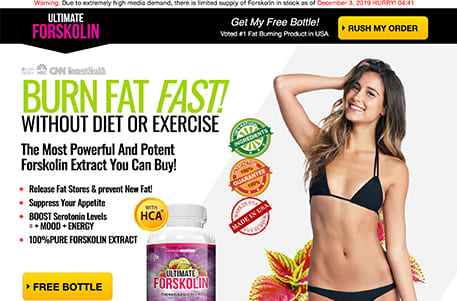 Warning: Due to extremely high media demand, there is limited supply of Forskolin in stock as of December 3, 2019 HURRY! 04:41
ULTIMATE
FORSKOLIN
Get My Free Bottle!
Voted #1 Fat Burning Product in USA
RUSH MY ORDER
CNN Women'sHealth
BURN FAT FAST!
WITHOUT DIET OR EXERCISE
The Most Powerful And Potent
Forskolin Extract You Can Buy!
Release Fat Stores & prevent New Fat!
Suppress Your Appetite
BOOST Serotonin Levels
= + MOOD + ENERGY
100%PURE FORSKOLIN EXTRACT
WITH
HCA
INGREDIENTS
100%
GUARANTEE
MADE IN USA
ULTIMATE
FORSKOLIN
FREE BOTTLE